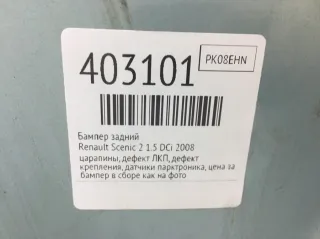 403101
PK08EHN
Бампер задний
Renault Scenic 2 1.5 DCi 2008
царапины, дефект ЛКП, дефект
крепления, датчики парктроника, цена за
бампер в сборе как на фото